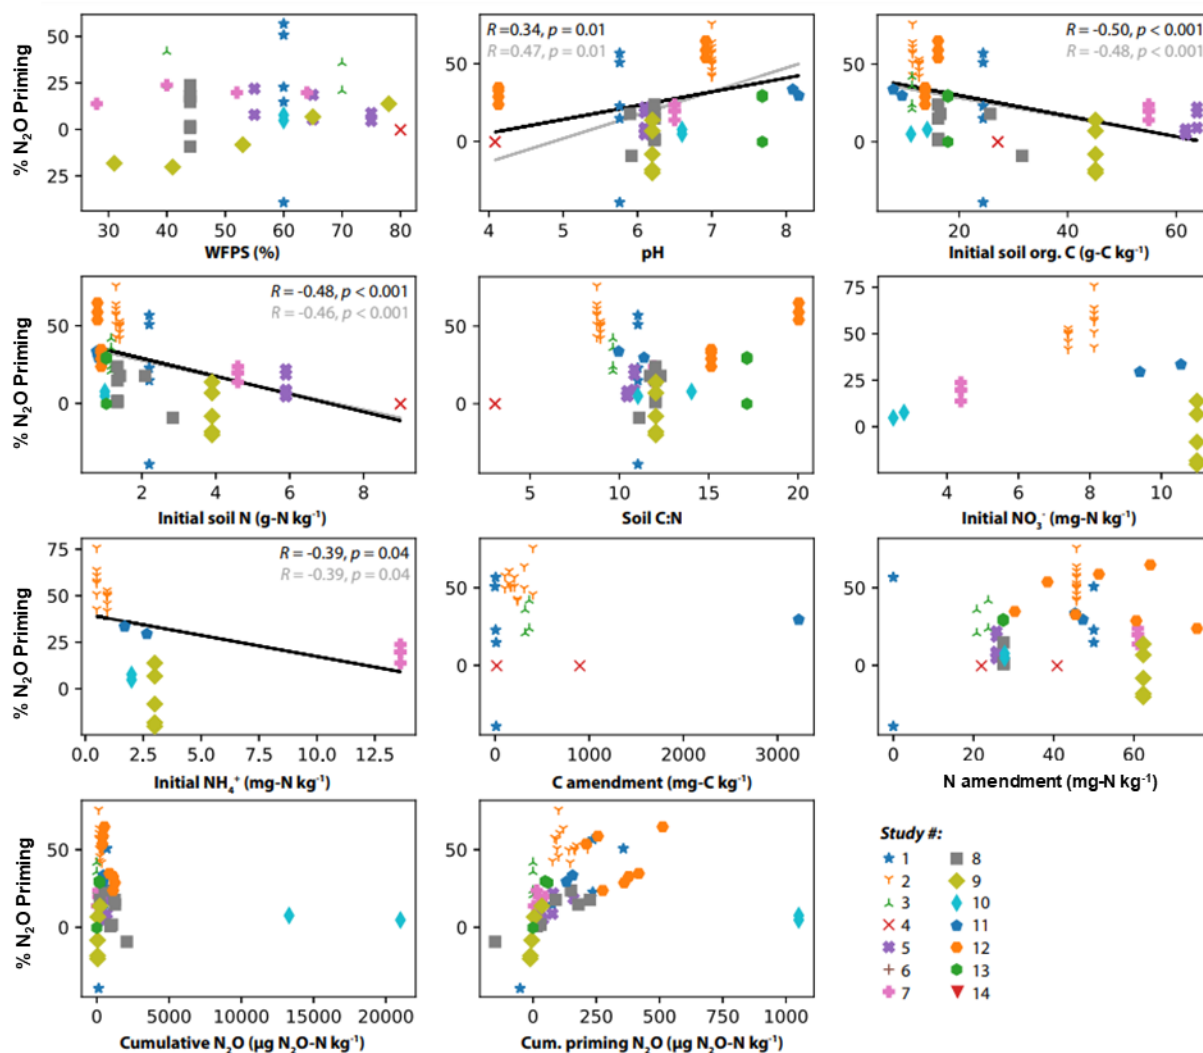 % N₂O Priming
50
25
0
25
30 40 50 60 70 80
WFPS (%)
R=0.34, p = 0.01
R=0.47, p = 0.01
50
0
4 5 6 7 8
pH
R = -0.50, p < 0.001
R = -0.48, p < 0.001
50
0
20 40 60
Initial soil org. C (g-C kg⁻¹)
% N₂O Priming
R = -0.48, p < 0.001
R = -0.46, p < 0.001
50
0
2 4 6 8
Initial soil N (g-N kg⁻¹)
50
0
5 10 15 20
Soil C:N
75
50
25
0
4 6 8 10
Initial NO₃⁻ (mg-N kg⁻¹)
% N₂O Priming
R = -0.39, p = 0.04
R = -0.39, p = 0.04
75
50
25
0
0.0 2.5 5.0 7.5 10.0 12.5
Initial NH₄⁺ (mg-N kg⁻¹)
50
0
0 1000 2000 3000
C amendment (mg-C kg⁻¹)
50
0
0 20 40 60
N amendment (mg-N kg⁻¹)
% N₂O Priming
50
0
0 5000 10000 15000 20000
Cumulative N₂O (µg N₂O-N kg⁻¹)
50
0
0 250 500 750 1000
Cum. priming N₂O (µg N₂O-N kg⁻¹)
Study #:
1 8
2 9
3 10
4 11
5 12
6 13
7 14